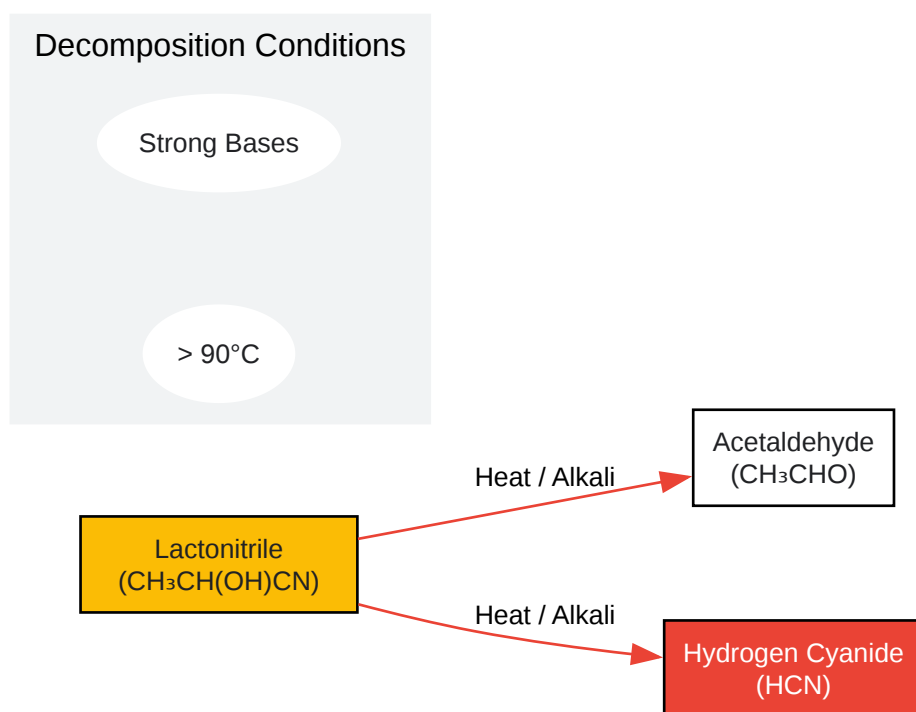 Decomposition Conditions
Strong Bases
> 90°C
Acetaldehyde
(CH₃CHO)
Heat / Alkali
Lactonitrile
(CH₃CH(OH)CN)
Heat / Alkali
Hydrogen Cyanide
(HCN)